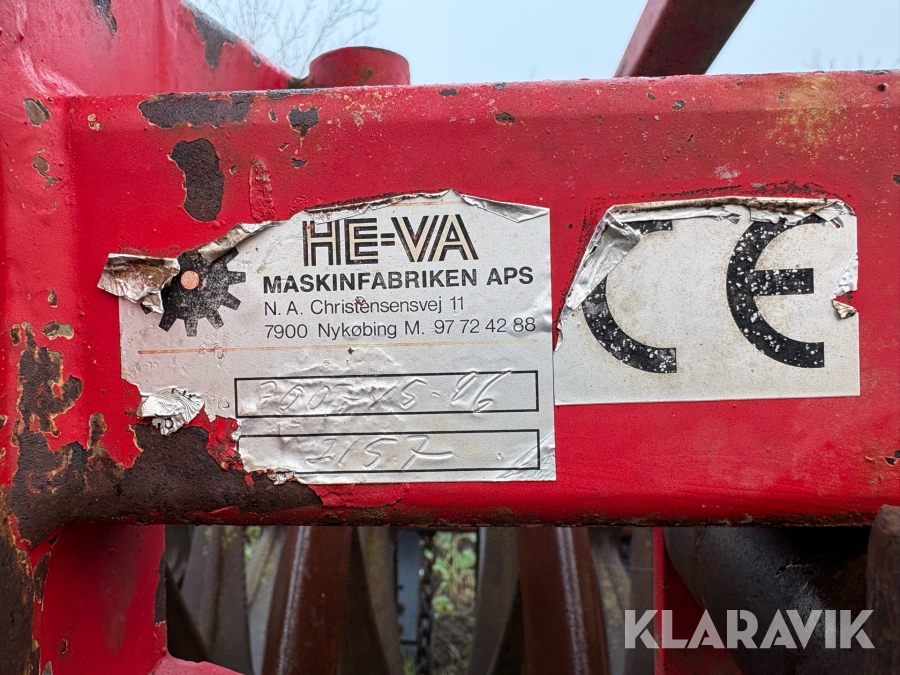 HE-VA
MASKINFABRIKEN APS
N. A. Christensensvej 11
7900 Nykøbing M. 97 72 42 88
CE
KLARAVIK